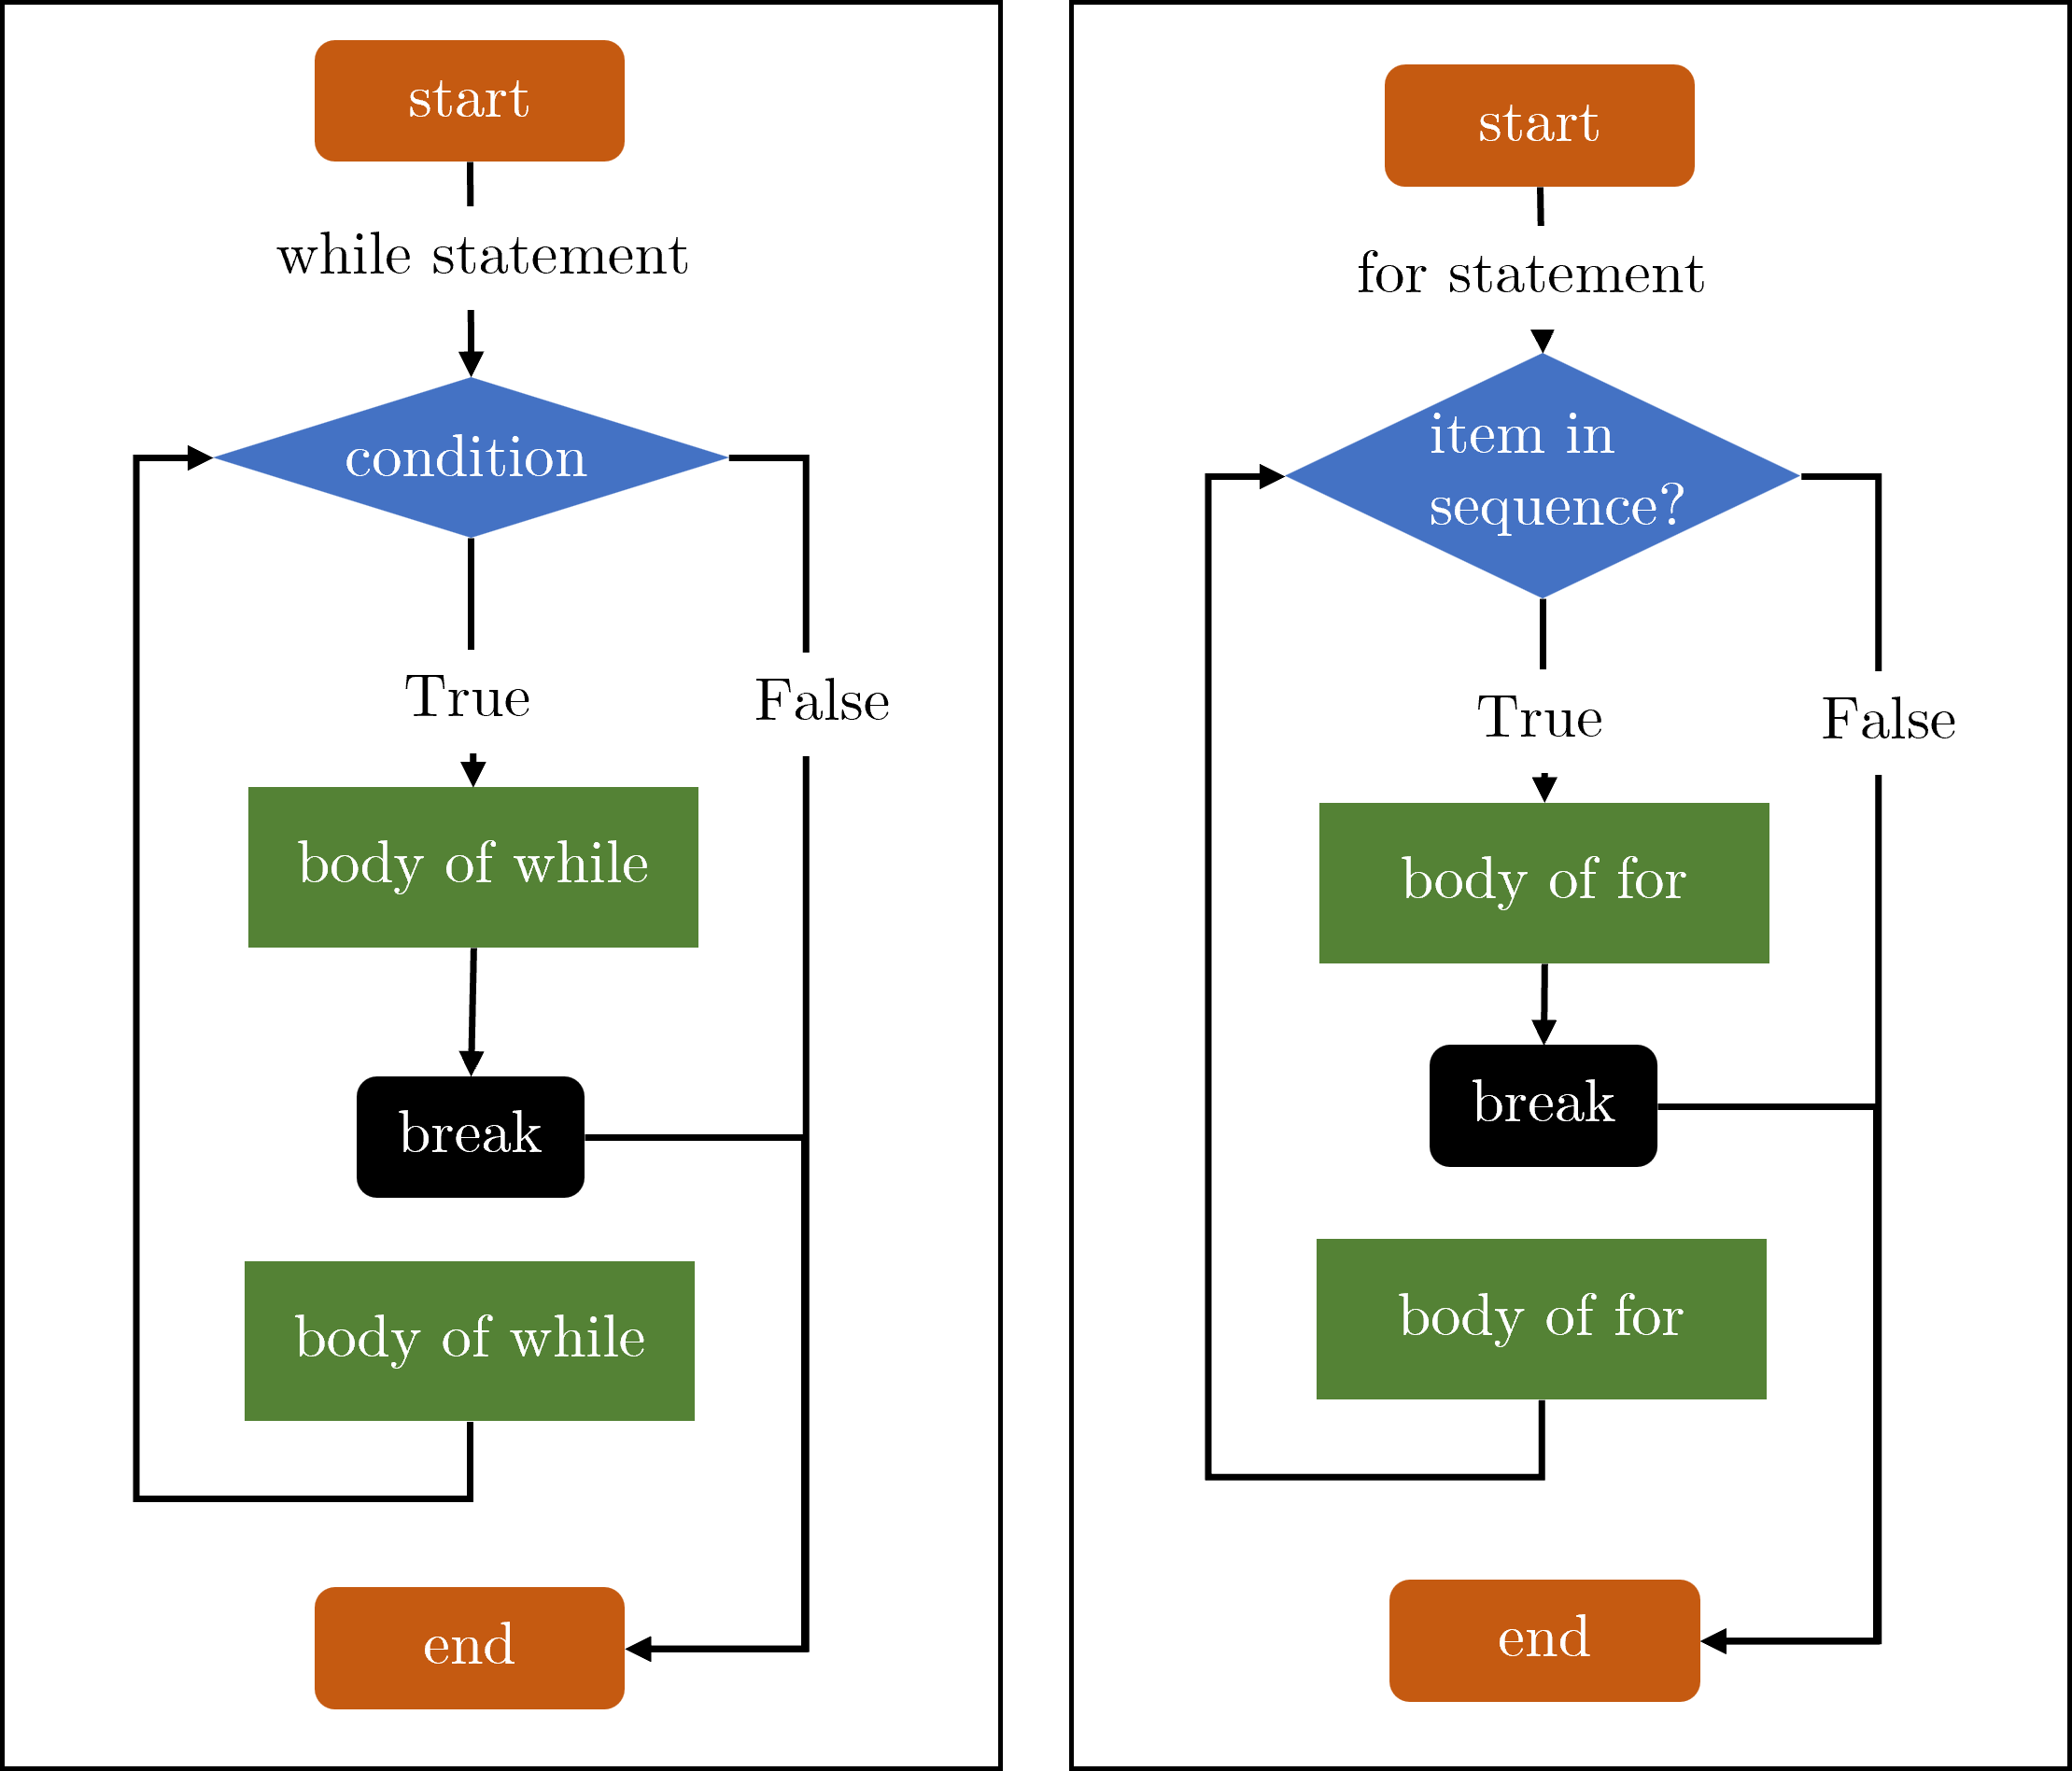 start
while statement
condition
True
False
body of while
break
body of while
end
start
for statement
item in
sequence?
True
False
body of for
break
body of for
end